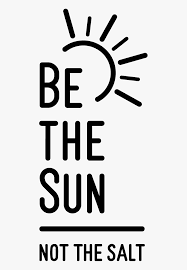 BE
THE
SUN
NOT THE SALT